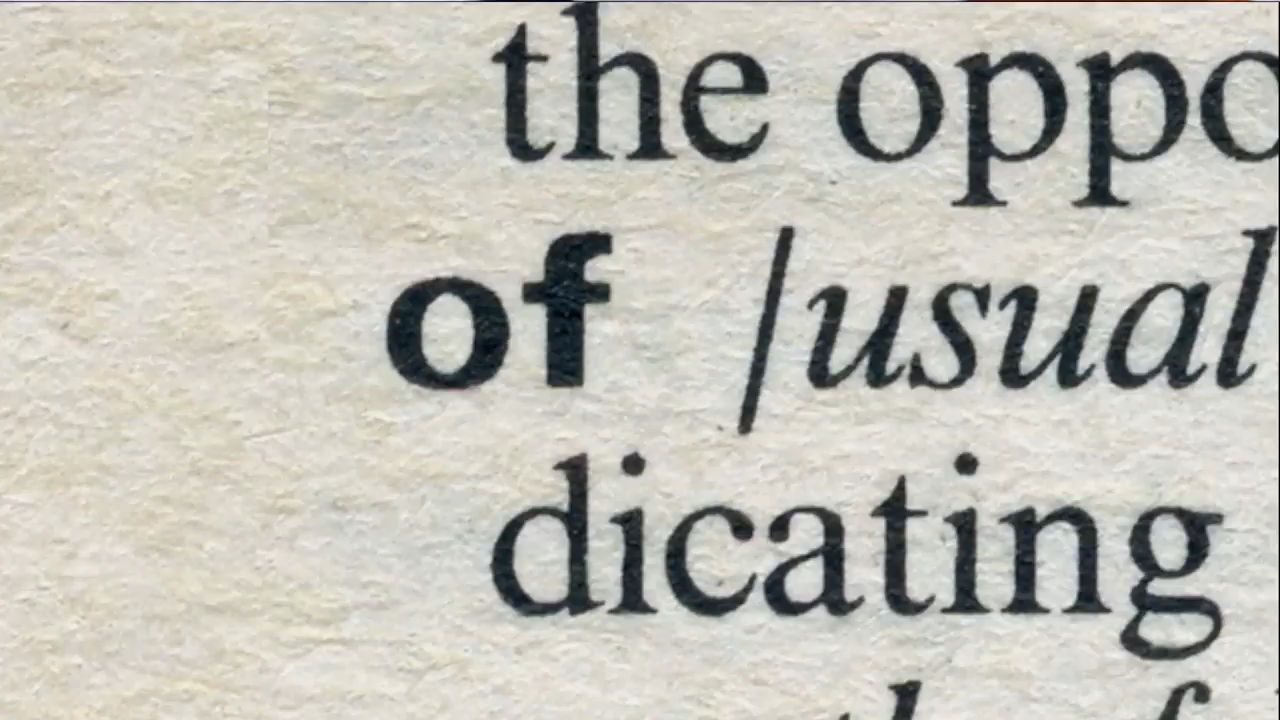 the oppo
of /usual
dicating